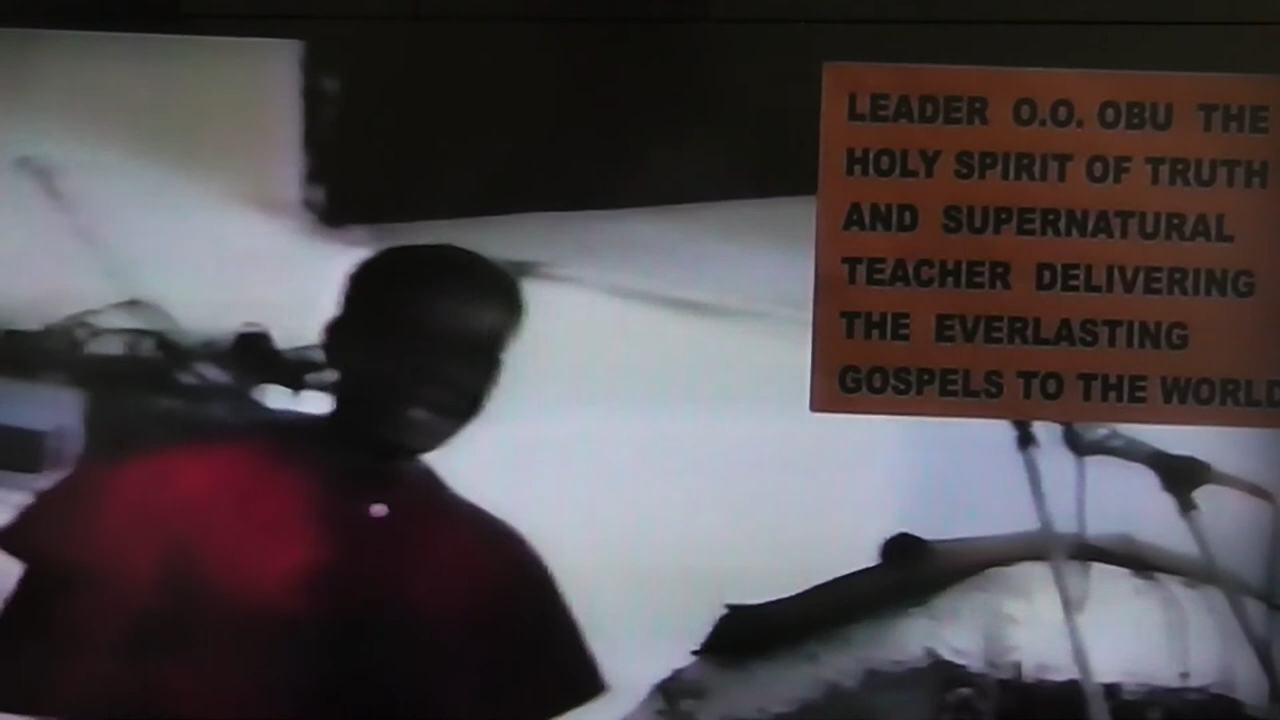 LEADER O.O. OBU THE
HOLY SPIRIT OF TRUTH
AND SUPERNATURAL
TEACHER DELIVERING
THE EVERLASTING
GOSPELS TO THE WORLD